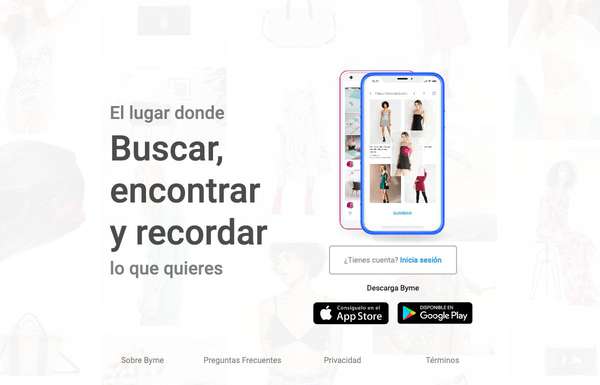 El lugar donde
Buscar,
encontrar
y recordar
lo que quieres
¿Tienes cuenta? Inicia sesión
Descarga Byme
Consíguelo en el
App Store
DISPONIBLE EN
Google Play
Sobre Byme
Preguntas Frecuentes
Privacidad
Términos